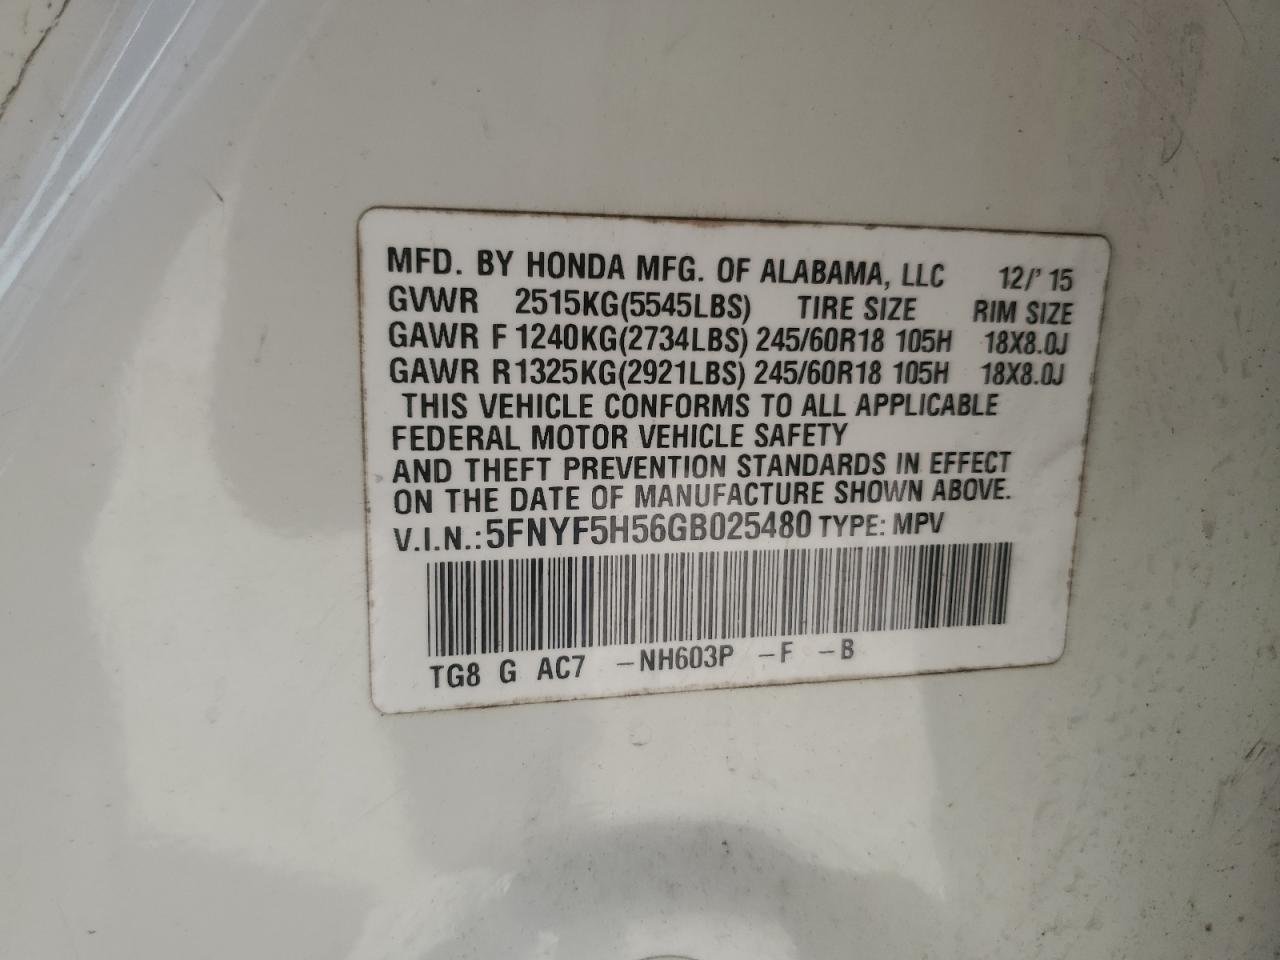 MFD. BY HONDA MFG. OF ALABAMA, LLC 12/'15
GVWR 2515KG(5545LBS) TIRE SIZE RIM SIZE
GAWR F 1240KG(2734LBS) 245/60R18 105H 18X8.0J
GAWR R 1325KG(2921LBS) 245/60R18 105H 18X8.0J
THIS VEHICLE CONFORMS TO ALL APPLICABLE
FEDERAL MOTOR VEHICLE SAFETY
AND THEFT PREVENTION STANDARDS IN EFFECT
ON THE DATE OF MANUFACTURE SHOWN ABOVE.
V.I.N.: 5FNYF5H56GB025480 TYPE: MPV
TG8 G AC7 -NH603P -F -B